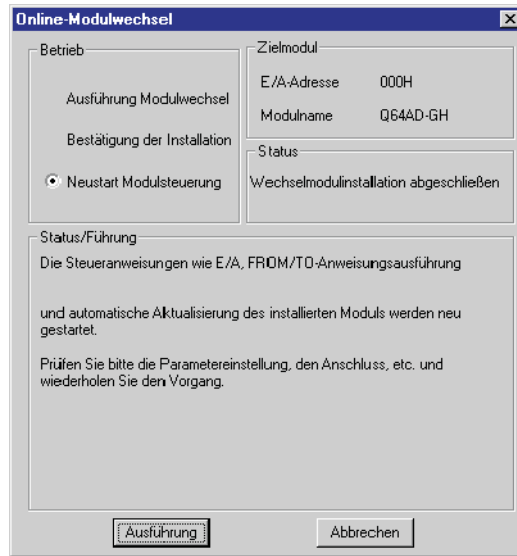 Online-Modulwechsel
Betrieb
Ausführung Modulwechsel
Bestätigung der Installation
Neustart Modulsteuerung
Zielmodul
E/A-Adresse 000H
Modulname Q64AD-GH
Status
Wechselmodulinstallation abgeschließen
Status/Führung
Die Steueranweisungen wie E/A, FROM/TO-Anweisungsausführung
und automatische Aktualisierung des installierten Moduls werden neu
gestartet.
Prüfen Sie bitte die Parametereinstellung, den Anschluss, etc. und
wiederholen Sie den Vorgang.
Ausführung
Abbrechen